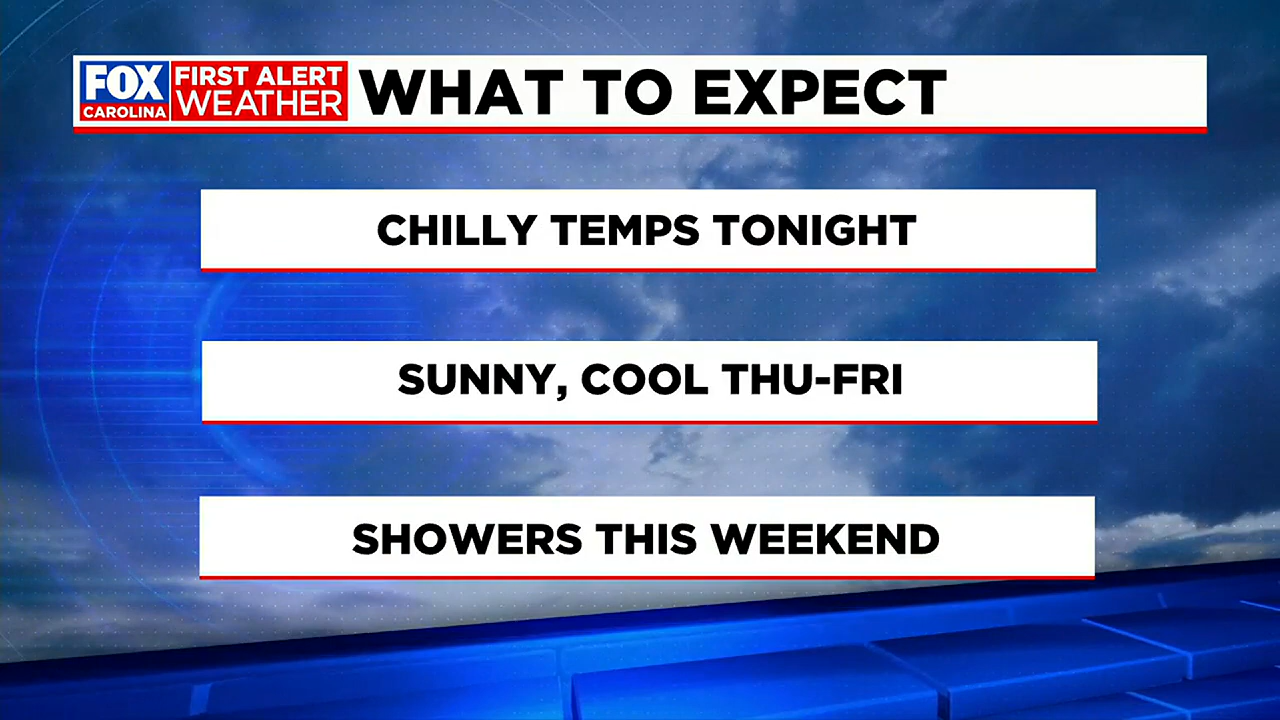 FOX
CAROLINA
FIRST ALERT
WEATHER
WHAT TO EXPECT
CHILLY TEMPS TONIGHT
SUNNY, COOL THU-FRI
SHOWERS THIS WEEKEND